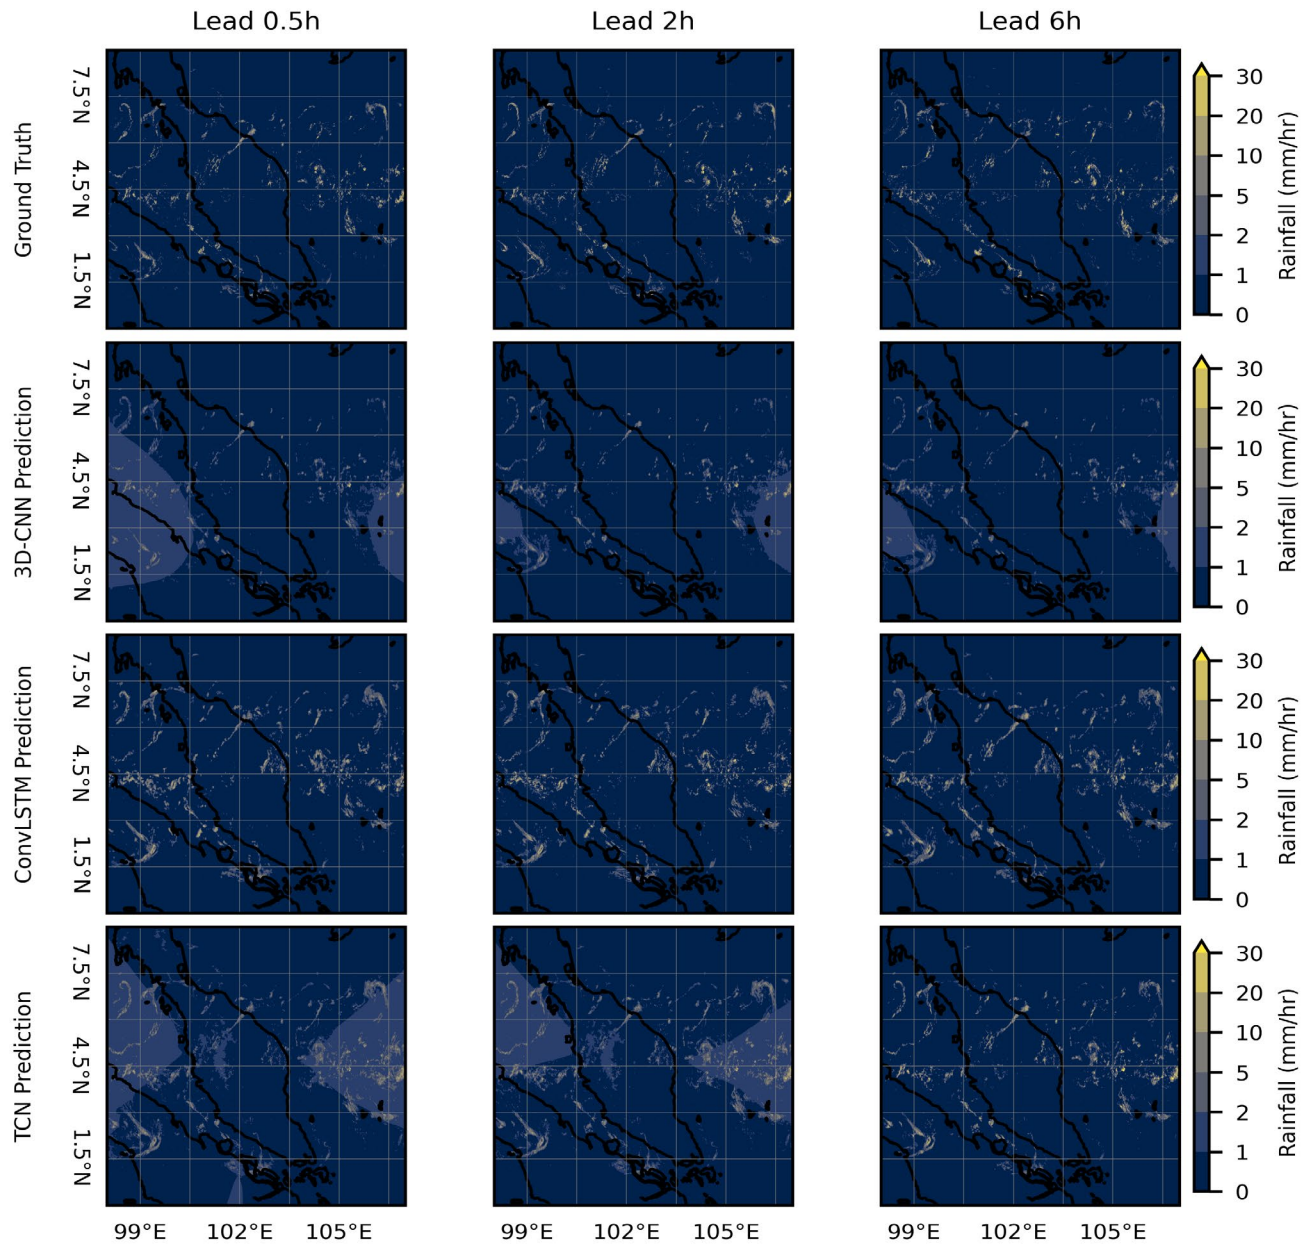 Lead 0.5h Lead 2h Lead 6h
Ground Truth
7.5°N
4.5°N
1.5°N
30
20
10
5
2
1
0
Rainfall (mm/hr)
3D-CNN Prediction
7.5°N
4.5°N
1.5°N
30
20
10
5
2
1
0
Rainfall (mm/hr)
ConvLSTM Prediction
7.5°N
4.5°N
1.5°N
30
20
10
5
2
1
0
Rainfall (mm/hr)
TCN Prediction
7.5°N
4.5°N
1.5°N
30
20
10
5
2
1
0
Rainfall (mm/hr)
99°E 102°E 105°E 99°E 102°E 105°E 99°E 102°E 105°E